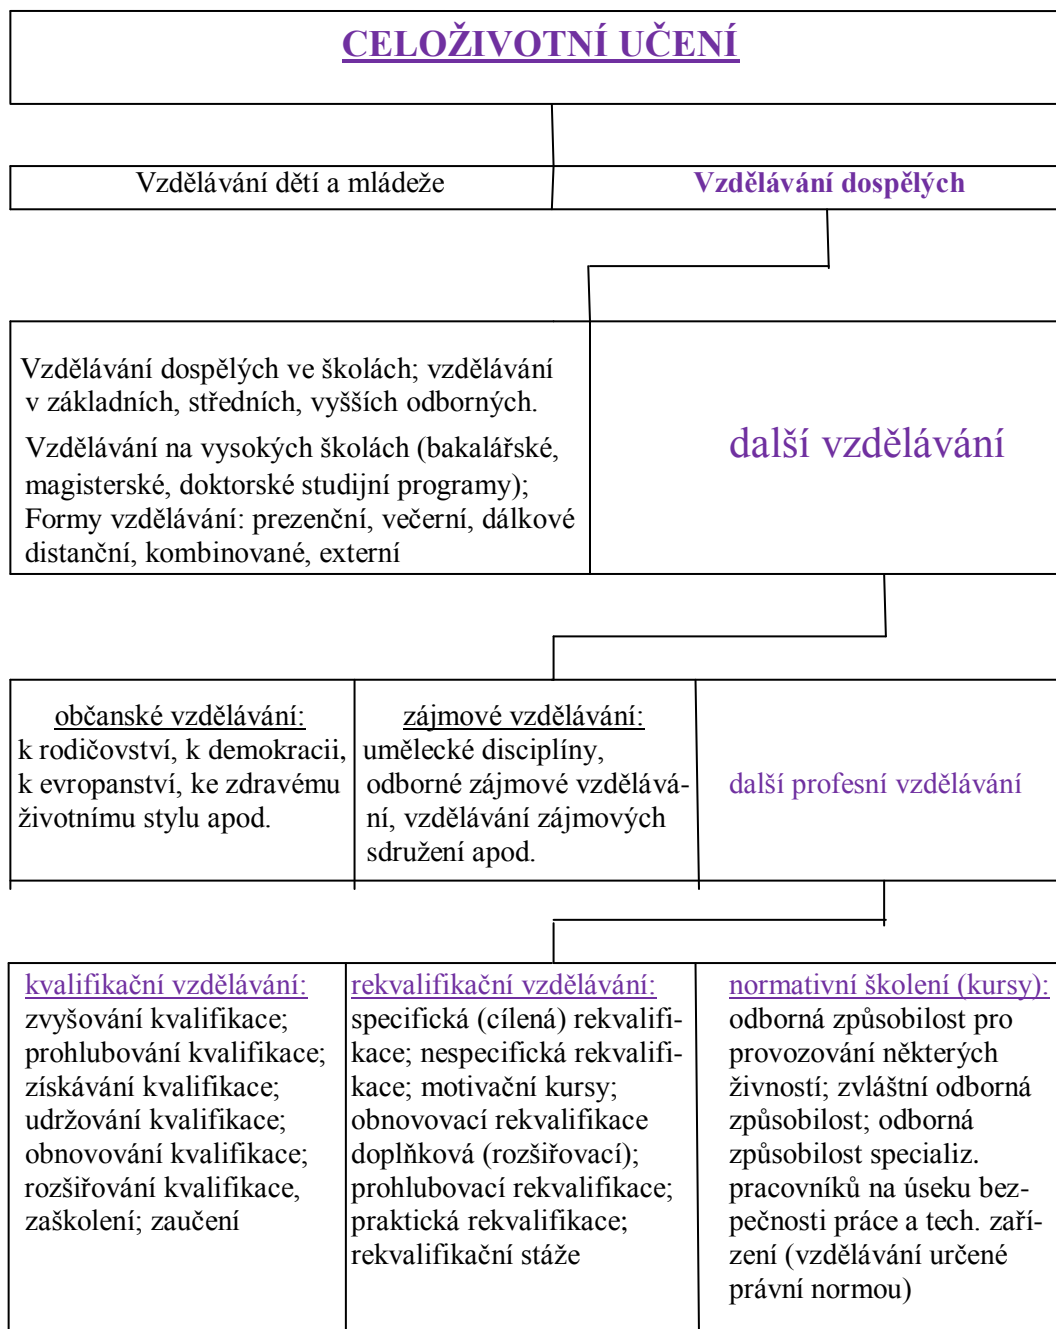 CELOŽIVOTNÍ UČENÍ
Vzdělávání dětí a mládeže
Vzdělávání dospělých
Vzdělávání dospělých ve školách; vzdělávání
v základních, středních, vyšších odborných.
Vzdělávání na vysokých školách (bakalářské,
magisterské, doktorské studijní programy);
Formy vzdělávání: prezenční, večerní, dálkové
distanční, kombinované, externí
další vzdělávání
občanské vzdělávání:
k rodičovství, k demokracii,
k evropanství, ke zdravému
životnímu stylu apod.
zájmové vzdělávání:
umělecké disciplíny,
odborné zájmové vzdělává-
ní, vzdělávání zájmových
sdružení apod.
další profesní vzdělávání
kvalifikační vzdělávání:
zvyšování kvalifikace;
prohlubování kvalifikace;
získávání kvalifikace;
udržování kvalifikace;
obnovování kvalifikace;
rozšiřování kvalifikace,
zaškolení; zaučení
rekvalifikační vzdělávání:
specifická (cílená) rekvalifi-
kace; nespecifická rekvalifi-
kace; motivační kursy;
obnovovací rekvalifikace
doplňková (rozšiřovací);
prohlubovací rekvalifikace;
praktická rekvalifikace;
rekvalifikační stáže
normativní školení (kursy):
odborná způsobilost pro
provozování některých
živností; zvláštní odborná
způsobilost; odborná
způsobilost specializ.
pracovníků na úseku bez-
pečnosti práce a tech. zaří-
zení (vzdělávání určené
právní normou)